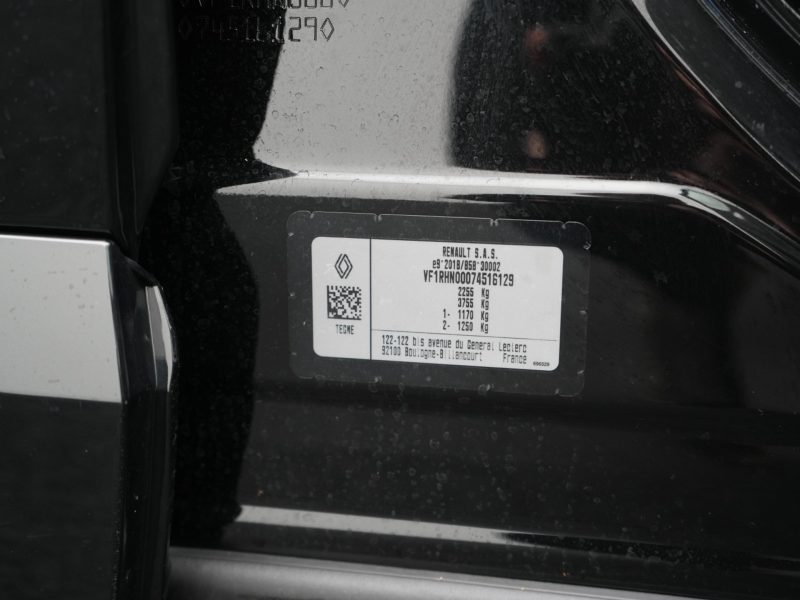 ◊745161290◊
RENAULT S.A.S.
e9*2018/858*30002
VF1RHN00074516129
2255 Kg
3755 Kg
1- 1170 Kg
2- 1250 Kg
TECME
122-122 bis avenue du General Leclerc
92100 Boulogne-Billancourt France